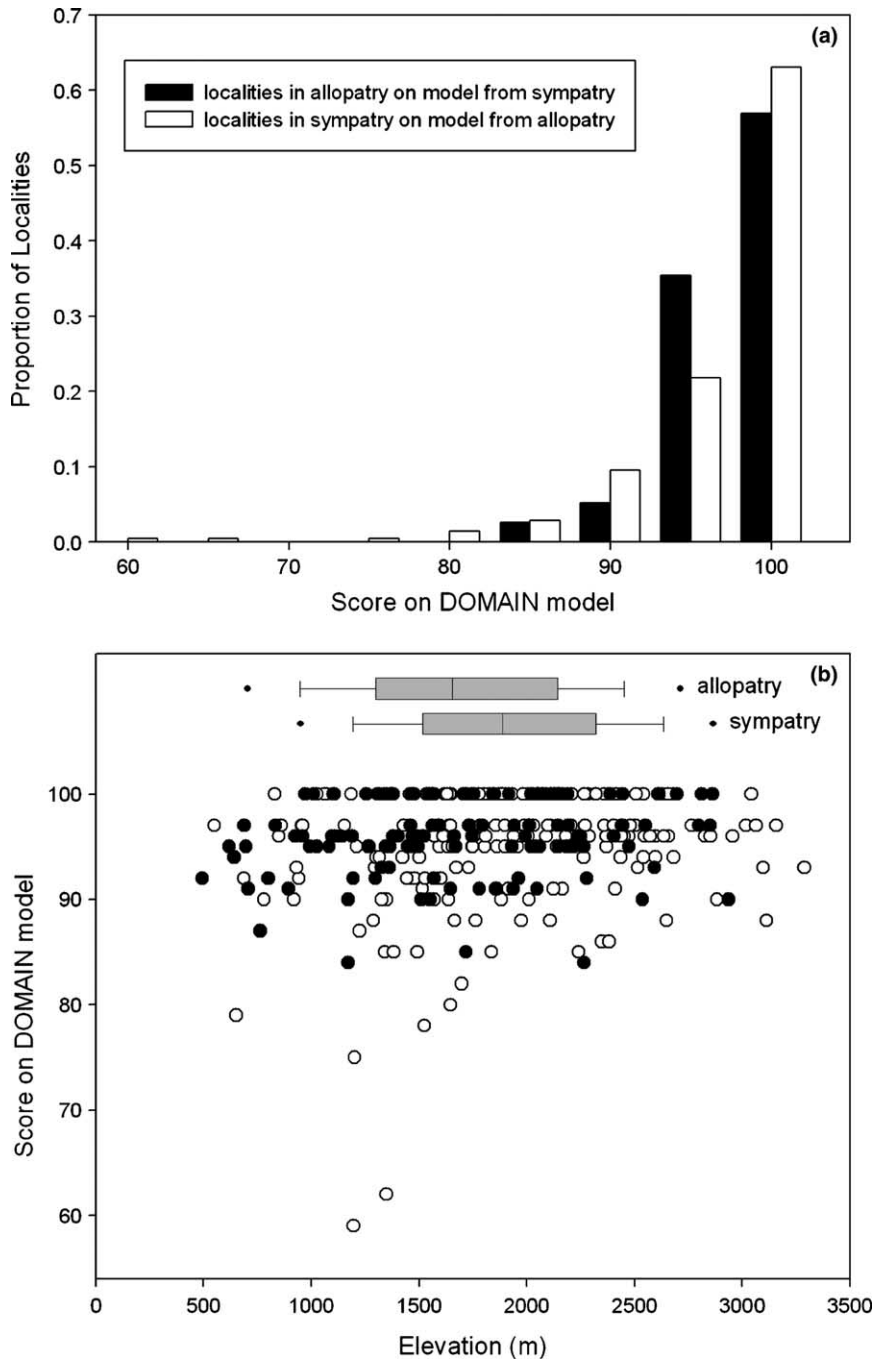 (a)
0.7
0.6
0.5
0.4
0.3
0.2
0.1
0.0
Proportion of Localities
localities in allopatry on model from sympatry
localities in sympatry on model from allopatry
60 70 80 90 100
Score on DOMAIN model
(b)
allopatry
sympatry
100
90
80
70
60
Score on DOMAIN model
0 500 1000 1500 2000 2500 3000 3500
Elevation (m)